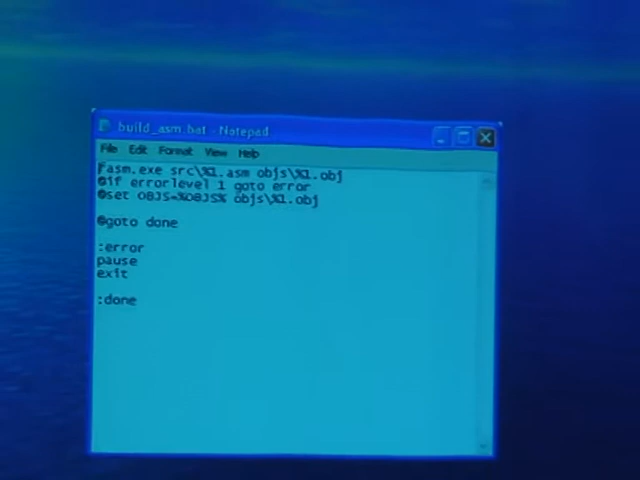 build_asm.bat - Notepad
File Edit Format View Help
fasm.exe src\%1.asm objs\%1.obj
@if errorlevel 1 goto error
@set OBJS=%OBJS% objs\%1.obj
@goto done
:error
pause
exit
:done